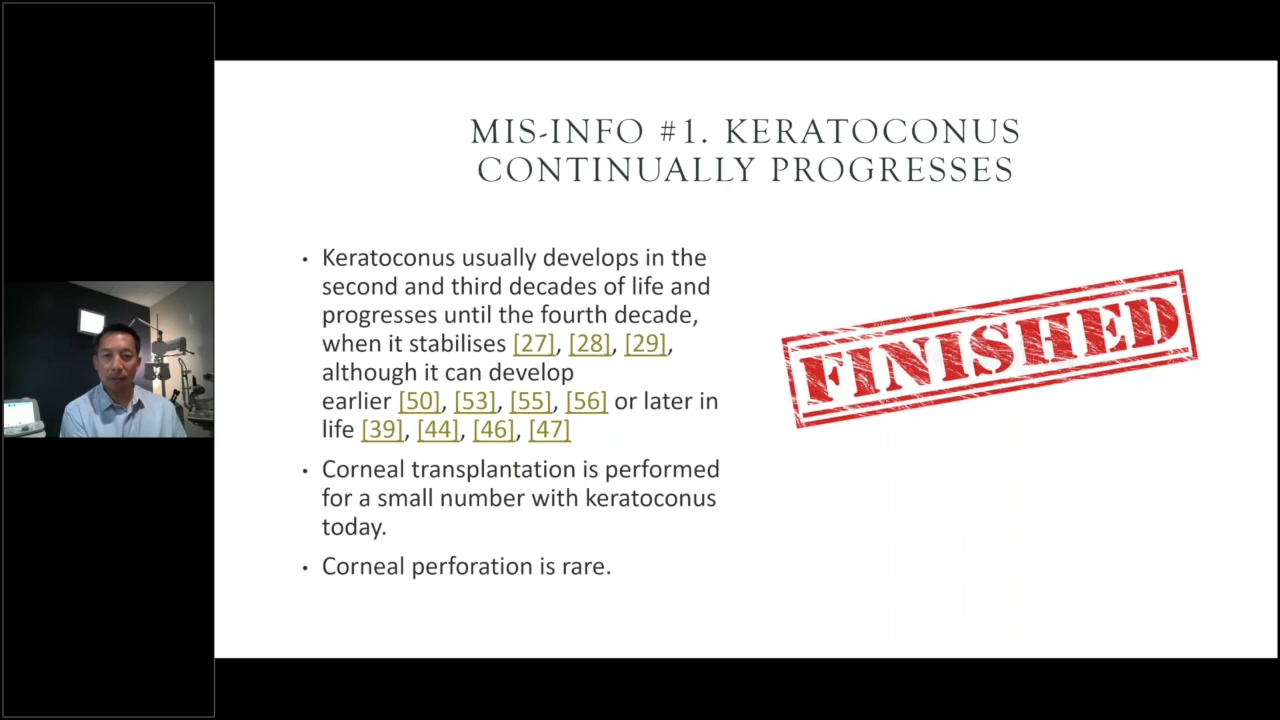 MIS-INFO #1. KERATOCONUS
CONTINUALLY PROGRESSES
• Keratoconus usually develops in the
second and third decades of life and
progresses until the fourth decade,
when it stabilises [27], [28], [29],
although it can develop
earlier [50], [53], [55], [56] or later in
life [39], [44], [46], [47]
• Corneal transplantation is performed
for a small number with keratoconus
today.
• Corneal perforation is rare.
FINISHED